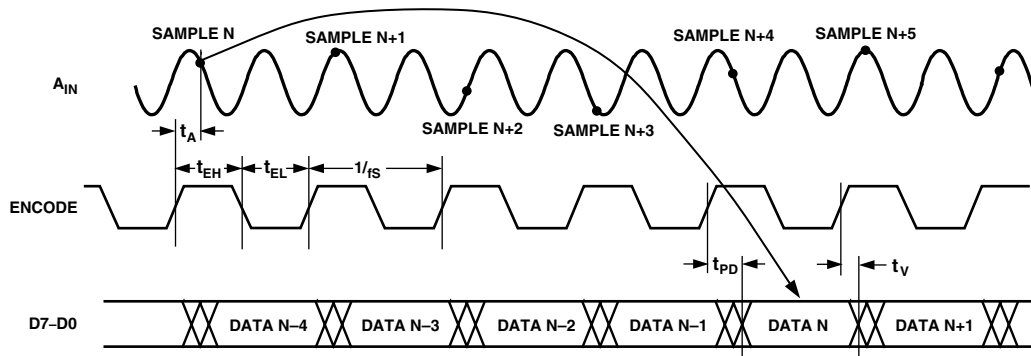 SAMPLE N
SAMPLE N+1
SAMPLE N+4
SAMPLE N+5
AIN
SAMPLE N+2
SAMPLE N+3
tA
tEH
tEL
1/fS
ENCODE
tPD
tV
D7–D0
DATA N–4
DATA N–3
DATA N–2
DATA N–1
DATA N
DATA N+1